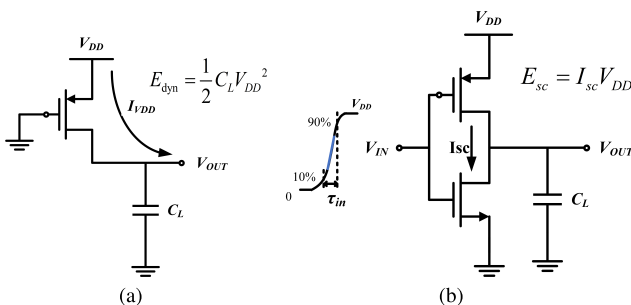 V_DD
E_dyn = 1/2 C_L V_DD^2
I_VDD
V_OUT
C_L
(a)
V_DD
E_sc = I_sc V_DD
90%
V_DD
V_IN
Isc
V_OUT
10%
0
τ_in
C_L
(b)